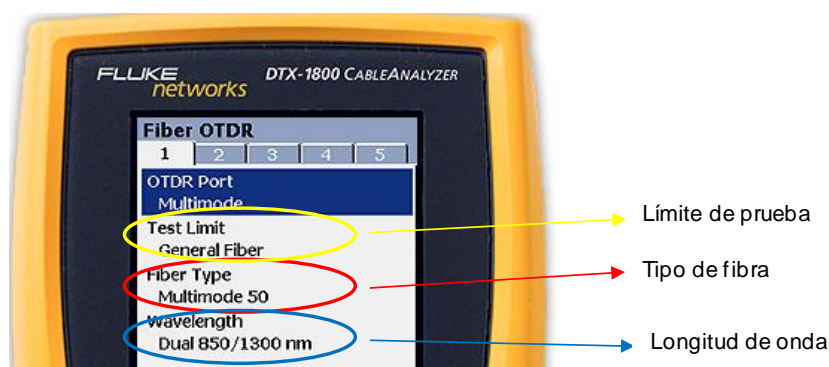 FLUKE
networks
DTX-1800 CABLEANALYZER
Fiber OTDR
1 2 3 4 5
OTDR Port
Multimode
Test Limit
General Fiber
Fiber Type
Multimode 50
Wavelength
Dual 850/1300 nm
Límite de prueba
Tipo de fibra
Longitud de onda